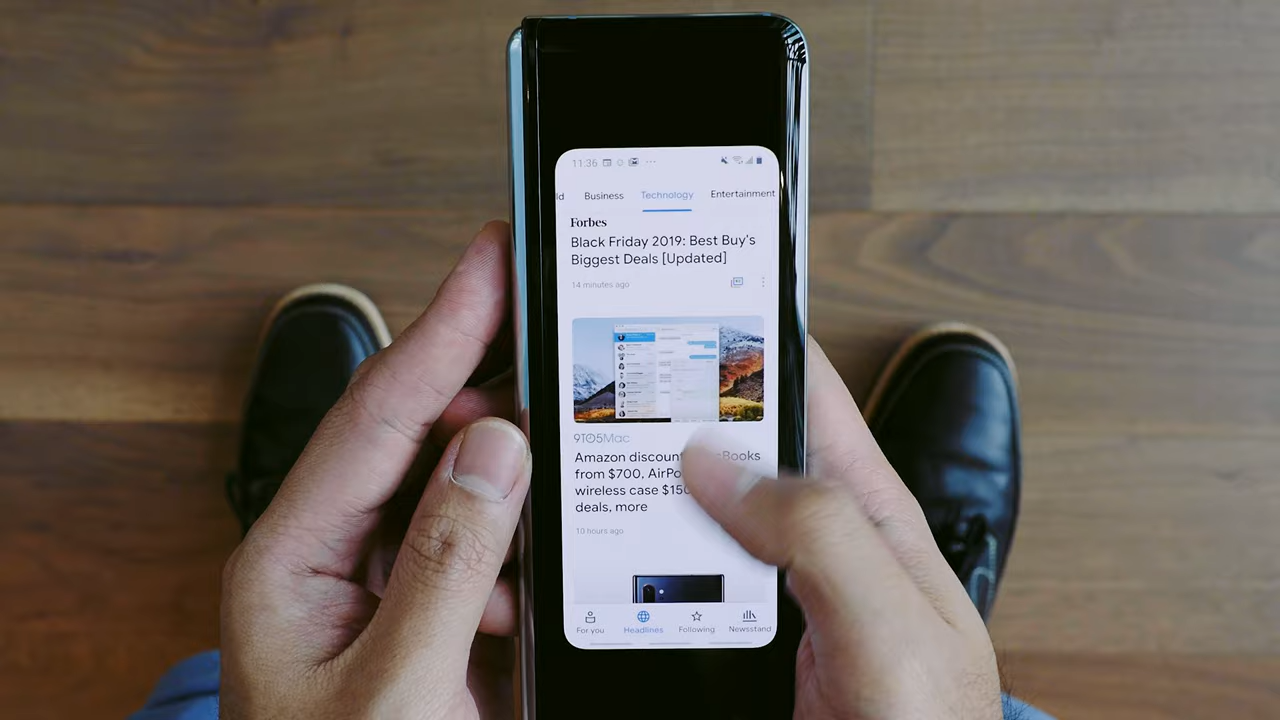 11:36
ld Business Technology Entertainment
Forbes
Black Friday 2019: Best Buy's
Biggest Deals [Updated]
14 minutes ago
9TO5Mac
Amazon discount Books
from $700, AirPo
wireless case $150
deals, more
10 hours ago
For you Headlines Following Newsstand